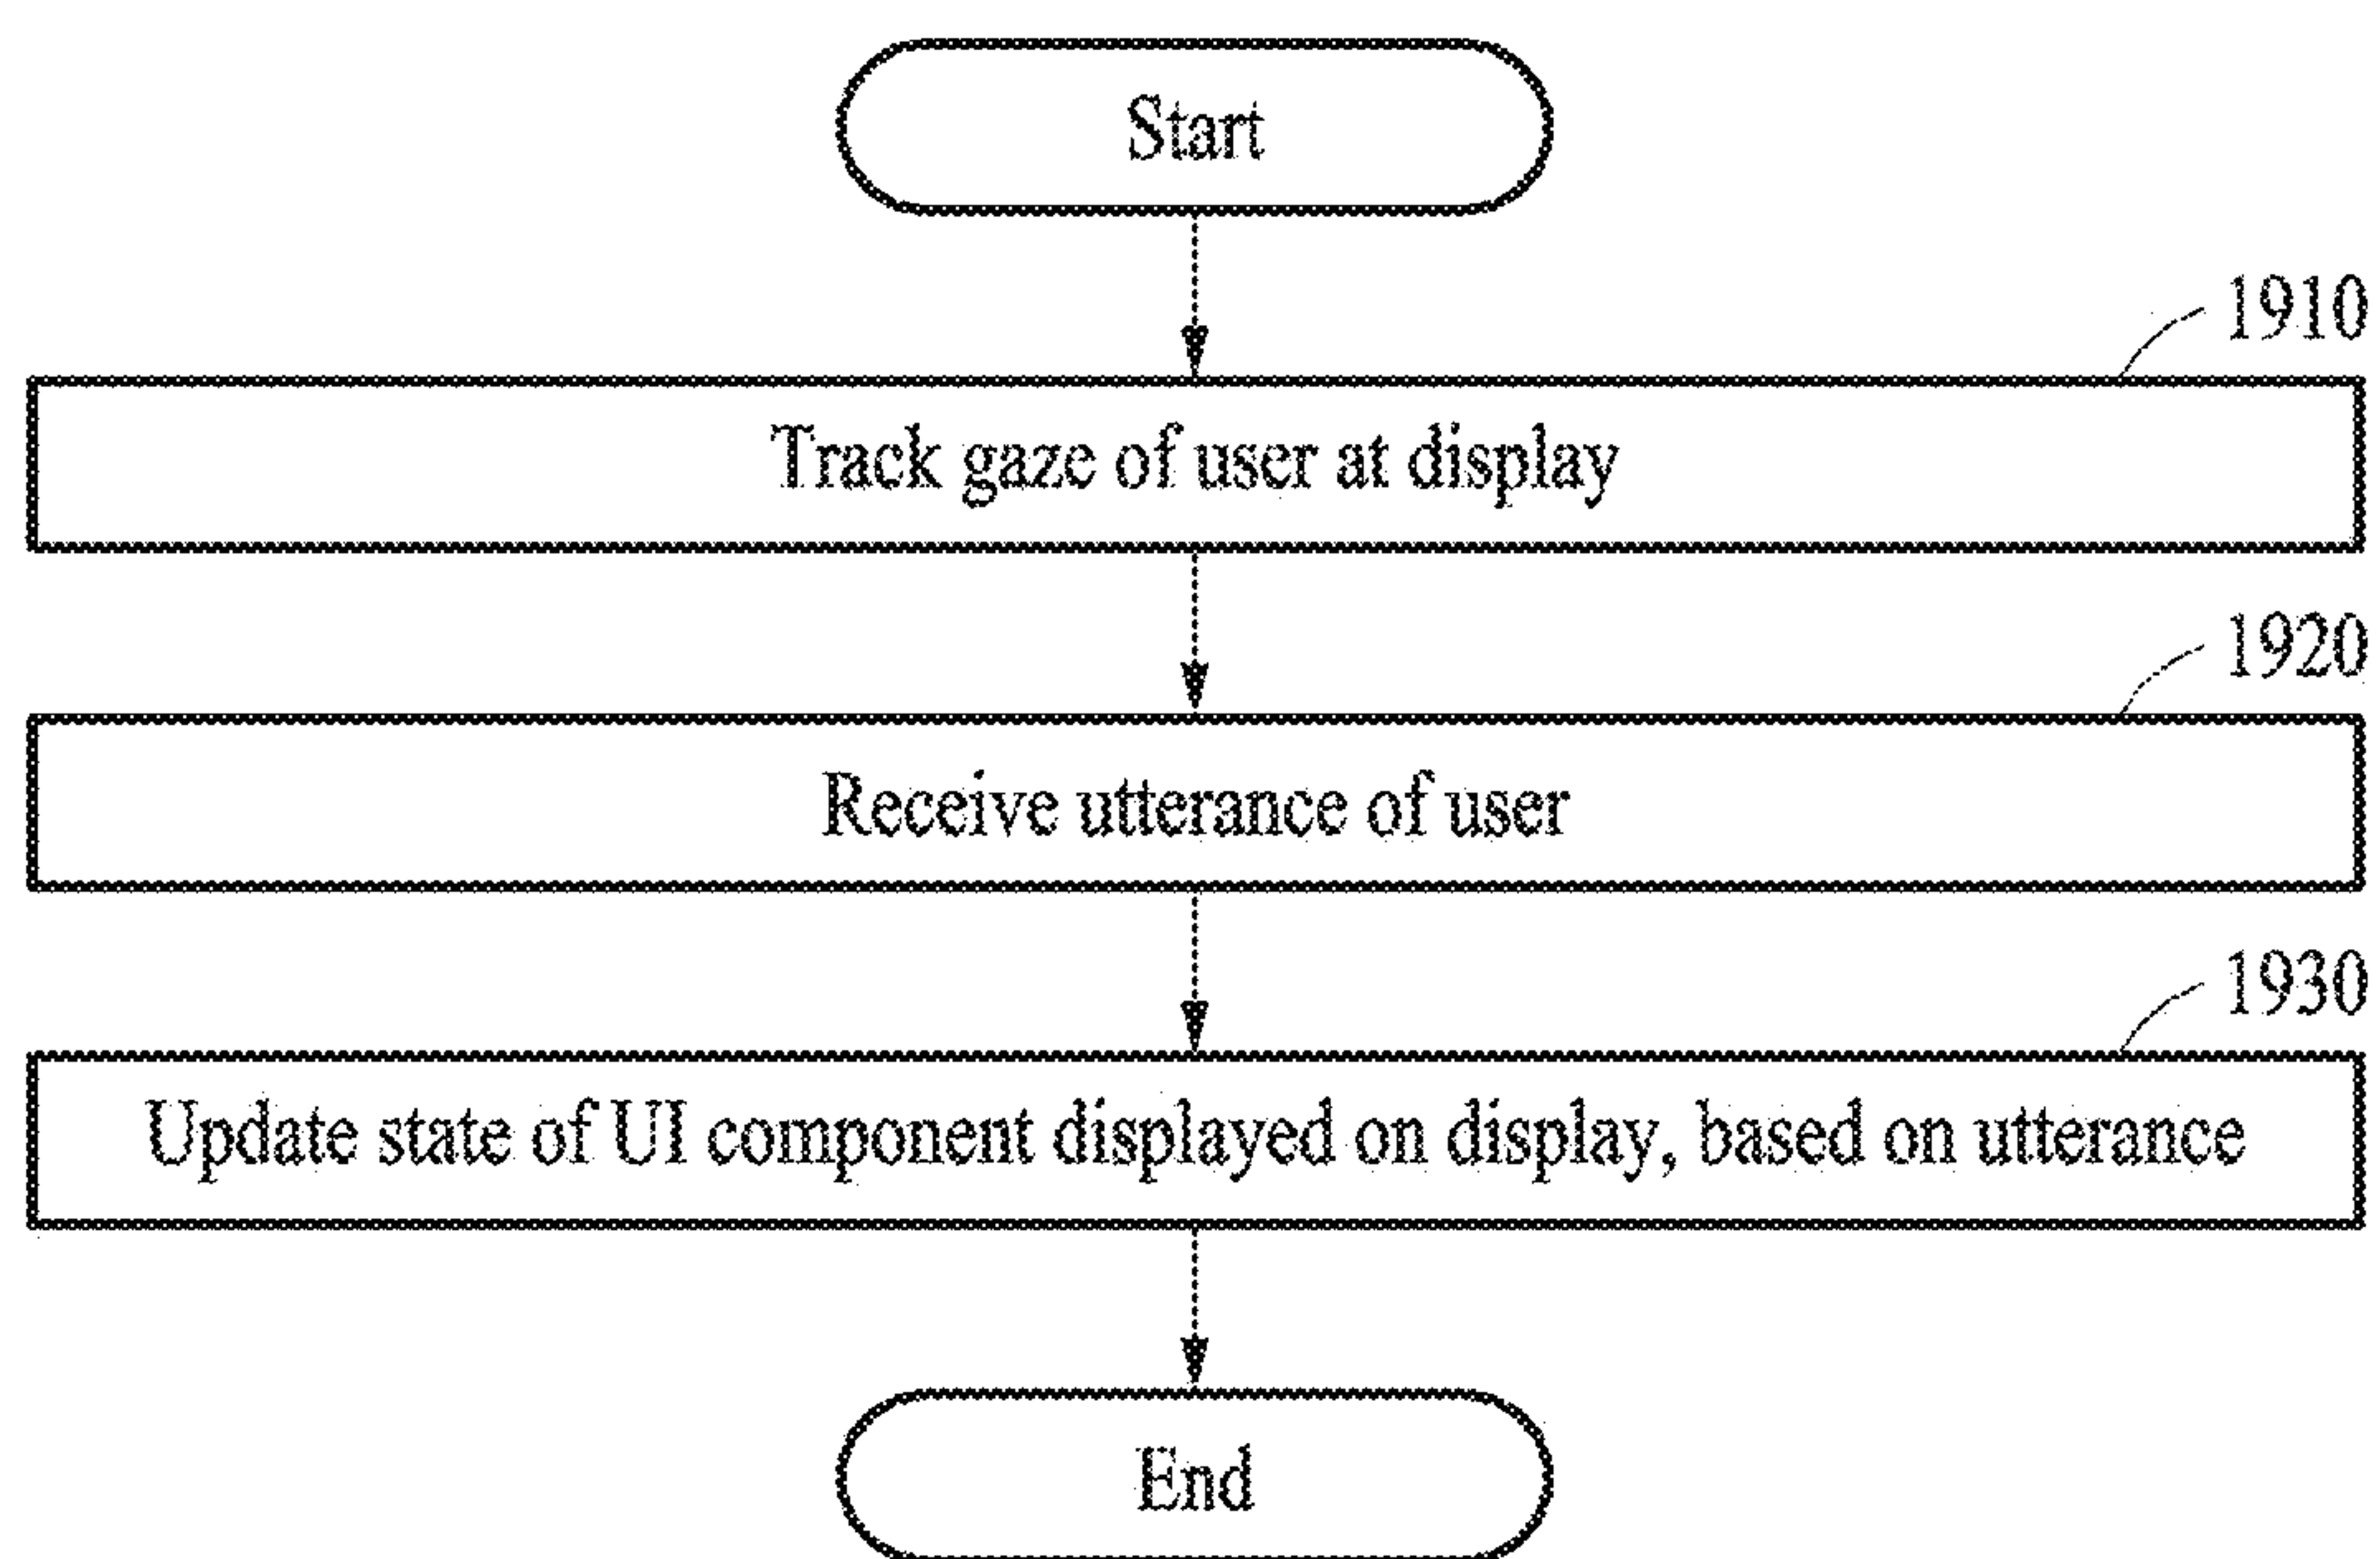 Start
1910
Track gaze of user at display
1920
Receive utterance of user
1930
Update state of UI component displayed on display, based on utterance
End